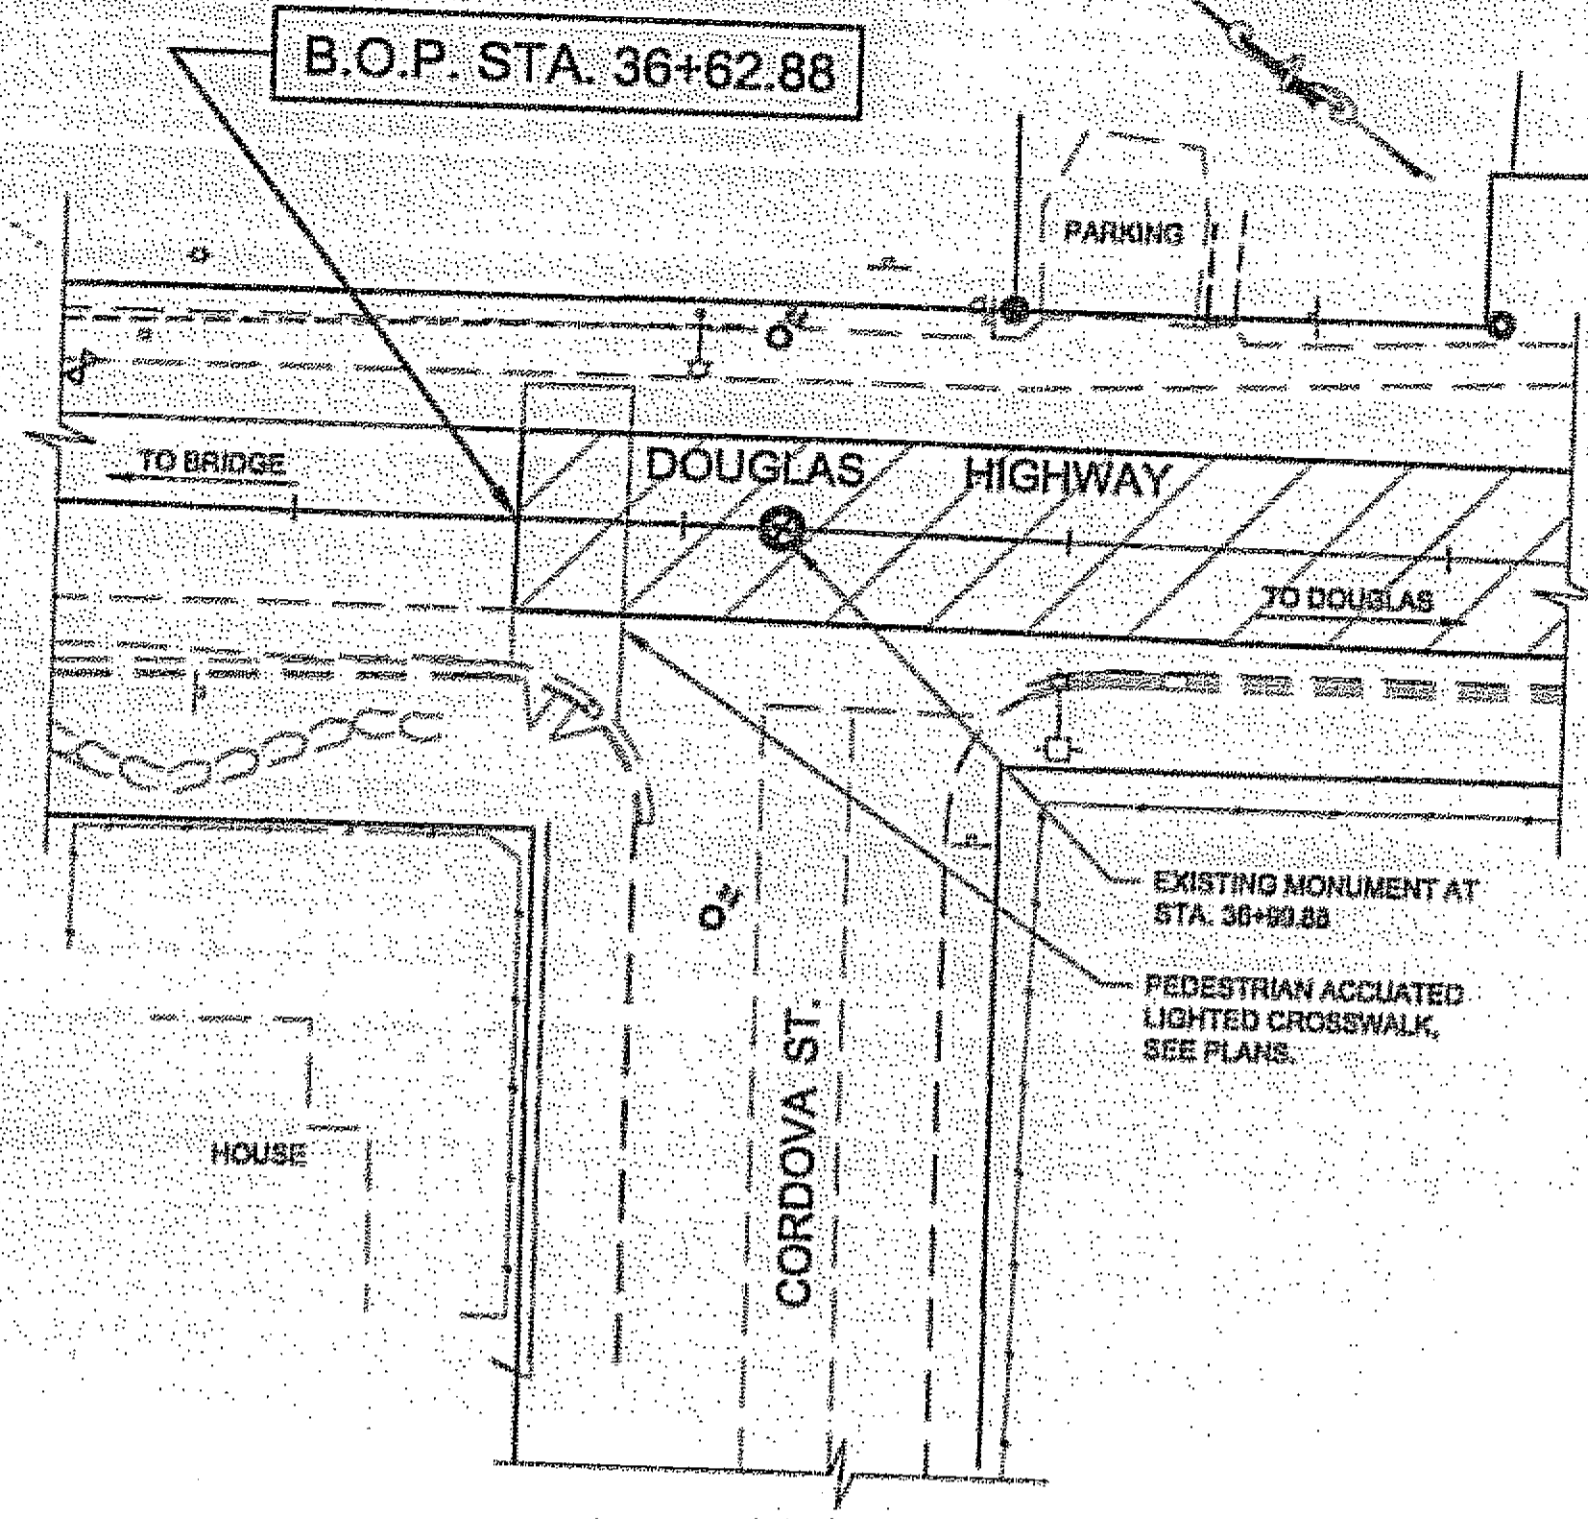 B.O.P. STA. 36+62.88
PARKING
TO BRIDGE
DOUGLAS HIGHWAY
TO DOUGLAS
EXISTING MONUMENT AT
STA.
PEDESTRIAN ACCUATED
LIGHTED CROSSWALK,
SEE PLANS.
CORDOVA ST.
HOUSE